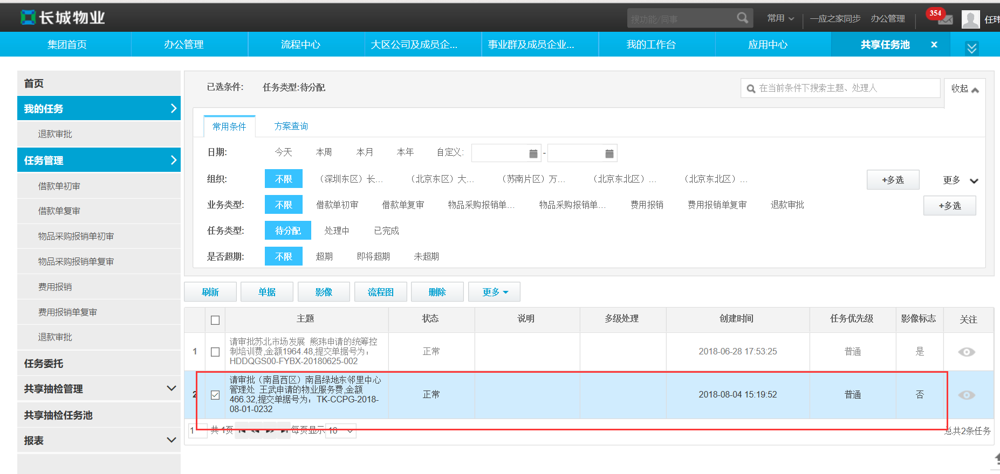 长城物业
搜功能/同事
常用
一应之家同步
办公管理
354
集团首页
办公管理
流程中心
大区公司及成员企...
事业群及成员企业...
我的工作台
应用中心
共享任务池
x
首页
我的任务
退款审批
任务管理
借款单初审
借款单复审
物品采购报销单初审
物品采购报销单复审
费用报销
费用报销单复审
退款审批
任务委托
共享抽检管理
共享抽检任务池
报表
已选条件:
任务类型:待分配
在当前条件下搜索主题、处理人
收起
常用条件
方案查询
日期:
今天
本周
本月
本年
自定义:
-
组织:
不限
（深圳东区）长...
（北京东区）大...
（苏南片区）万...
（北京东北区）...
（北京东北区）...
+多选
更多
业务类型:
不限
借款单初审
借款单复审
物品采购报销单...
物品采购报销单...
费用报销
费用报销单复审
退款审批
+多选
任务类型:
待分配
处理中
已完成
是否超期:
不限
超期
即将超期
未超期
刷新
单据
影像
流程图
删除
更多
主题
状态
说明
多级处理
创建时间
任务优先级
影像标志
关注
1
请审批苏北市场发展 熊玮申请的统筹控
制培训费,金额1964.48,提交单据号为：
HDDQGS00-FYBX-20180625-002
正常
2018-06-28 17:53:25
普通
是
2
请审批（南昌西区）南昌绿地东邻里中心
管理处 王武申请的物业服务费,金额
466.32,提交单据号为：TK-CCPG-2018-
08-01-0232
正常
2018-08-04 15:19:52
普通
否
1
共 1页
每页显示
10
总共2条任务